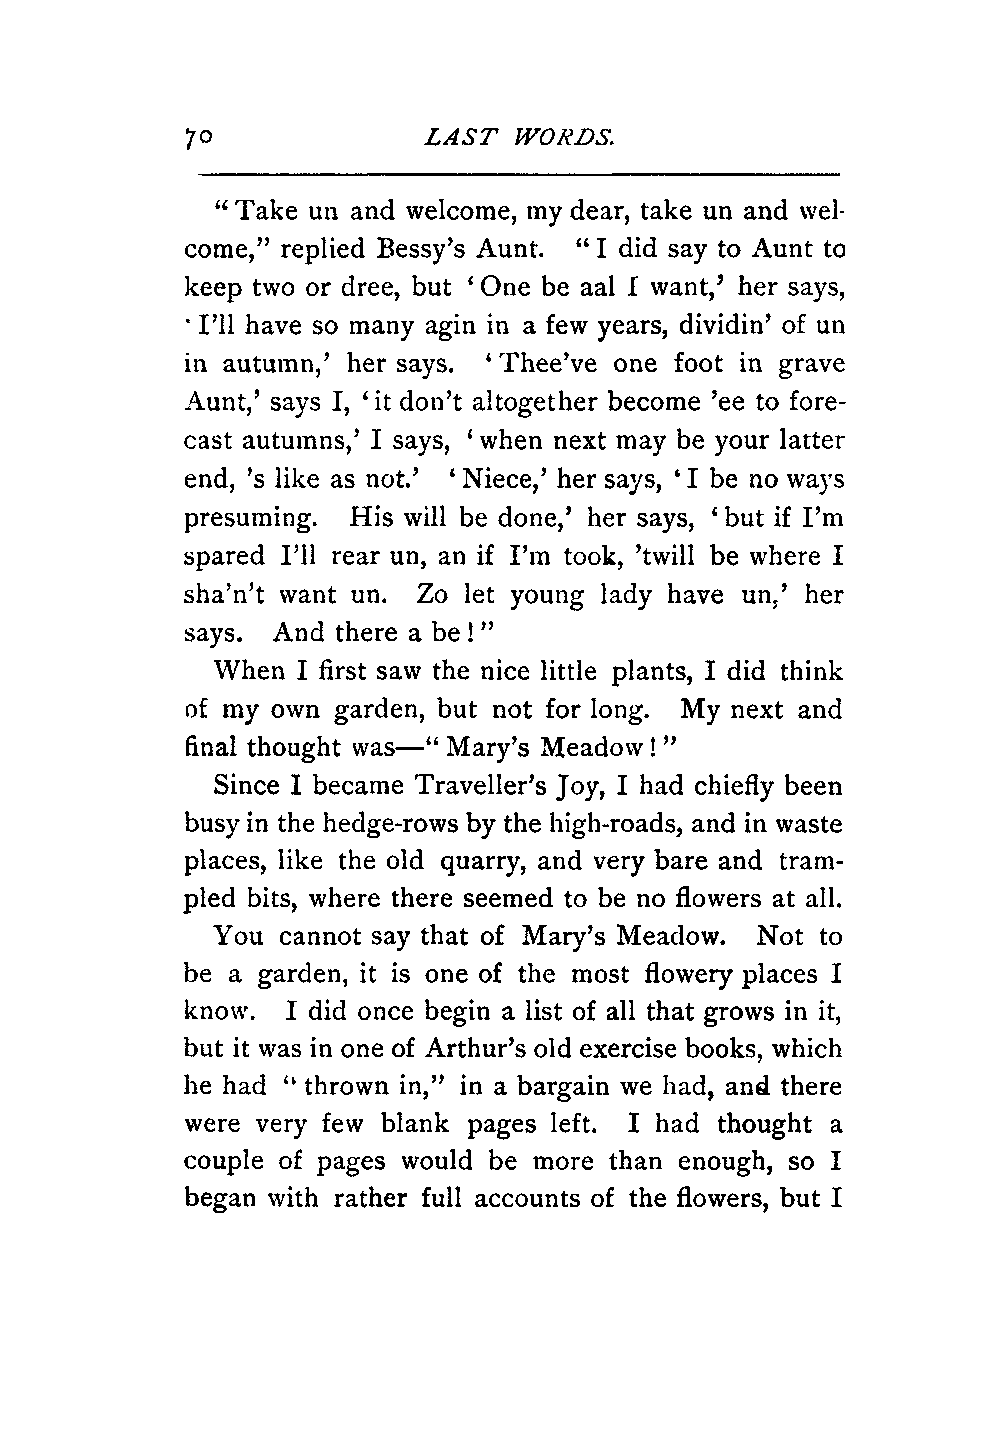 70 LAST WORDS.
“Take un and welcome, my dear, take un and wel-
come,” replied Bessy’s Aunt. “I did say to Aunt to
keep two or dree, but ‘One be aal I want,’ her says,
‘I’ll have so many agin in a few years, dividin’ of un
in autumn,’ her says. ‘Thee’ve one foot in grave
Aunt,’ says I, ‘it don’t altogether become ’ee to fore-
cast autumns,’ I says, ‘when next may be your latter
end, ’s like as not.’ ‘Niece,’ her says, ‘I be no ways
presuming. His will be done,’ her says, ‘but if I’m
spared I’ll rear un, an if I’m took, ’twill be where I
sha’n’t want un. Zo let young lady have un,’ her
says. And there a be!”
When I first saw the nice little plants, I did think
of my own garden, but not for long. My next and
final thought was—“Mary’s Meadow!”
Since I became Traveller’s Joy, I had chiefly been
busy in the hedge-rows by the high-roads, and in waste
places, like the old quarry, and very bare and tram-
pled bits, where there seemed to be no flowers at all.
You cannot say that of Mary’s Meadow. Not to
be a garden, it is one of the most flowery places I
know. I did once begin a list of all that grows in it,
but it was in one of Arthur’s old exercise books, which
he had “thrown in,” in a bargain we had, and there
were very few blank pages left. I had thought a
couple of pages would be more than enough, so I
began with rather full accounts of the flowers, but I